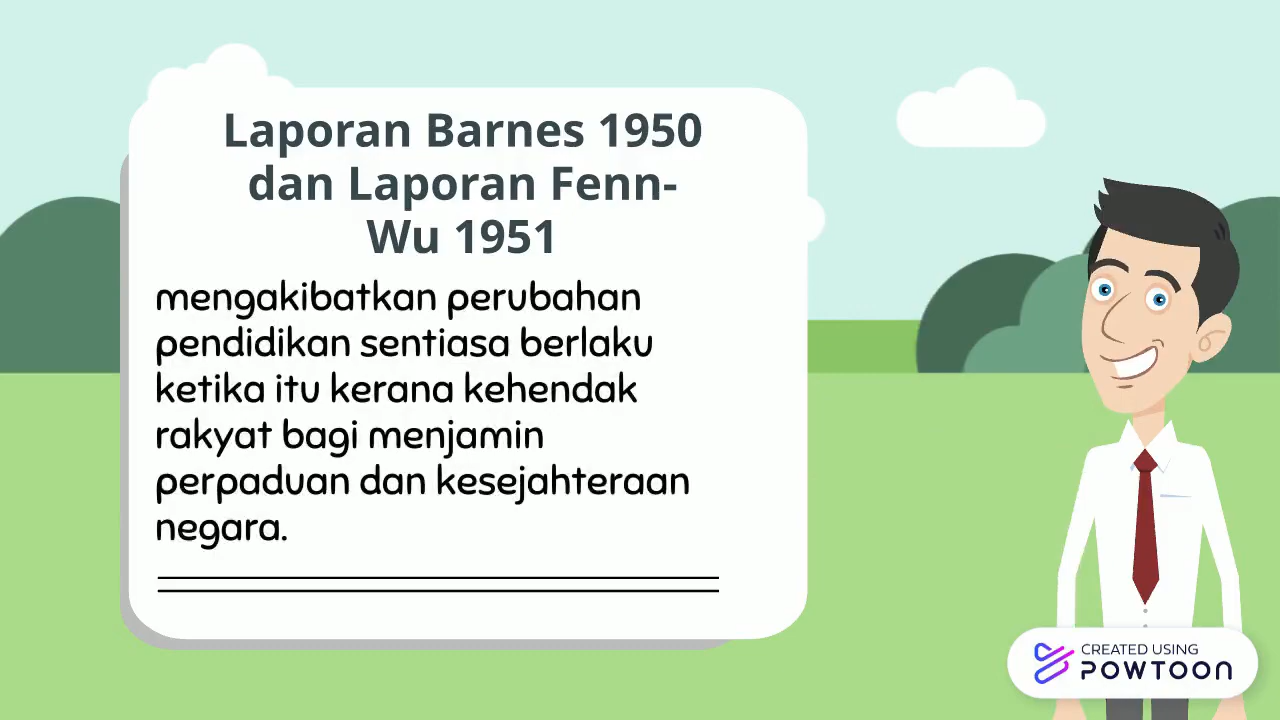 Laporan Barnes 1950
dan Laporan Fenn-
Wu 1951
mengakibatkan perubahan
pendidikan sentiasa berlaku
ketika itu kerana kehendak
rakyat bagi menjamin
perpaduan dan kesejahteraan
negara.
CREATED USING
POWTOON